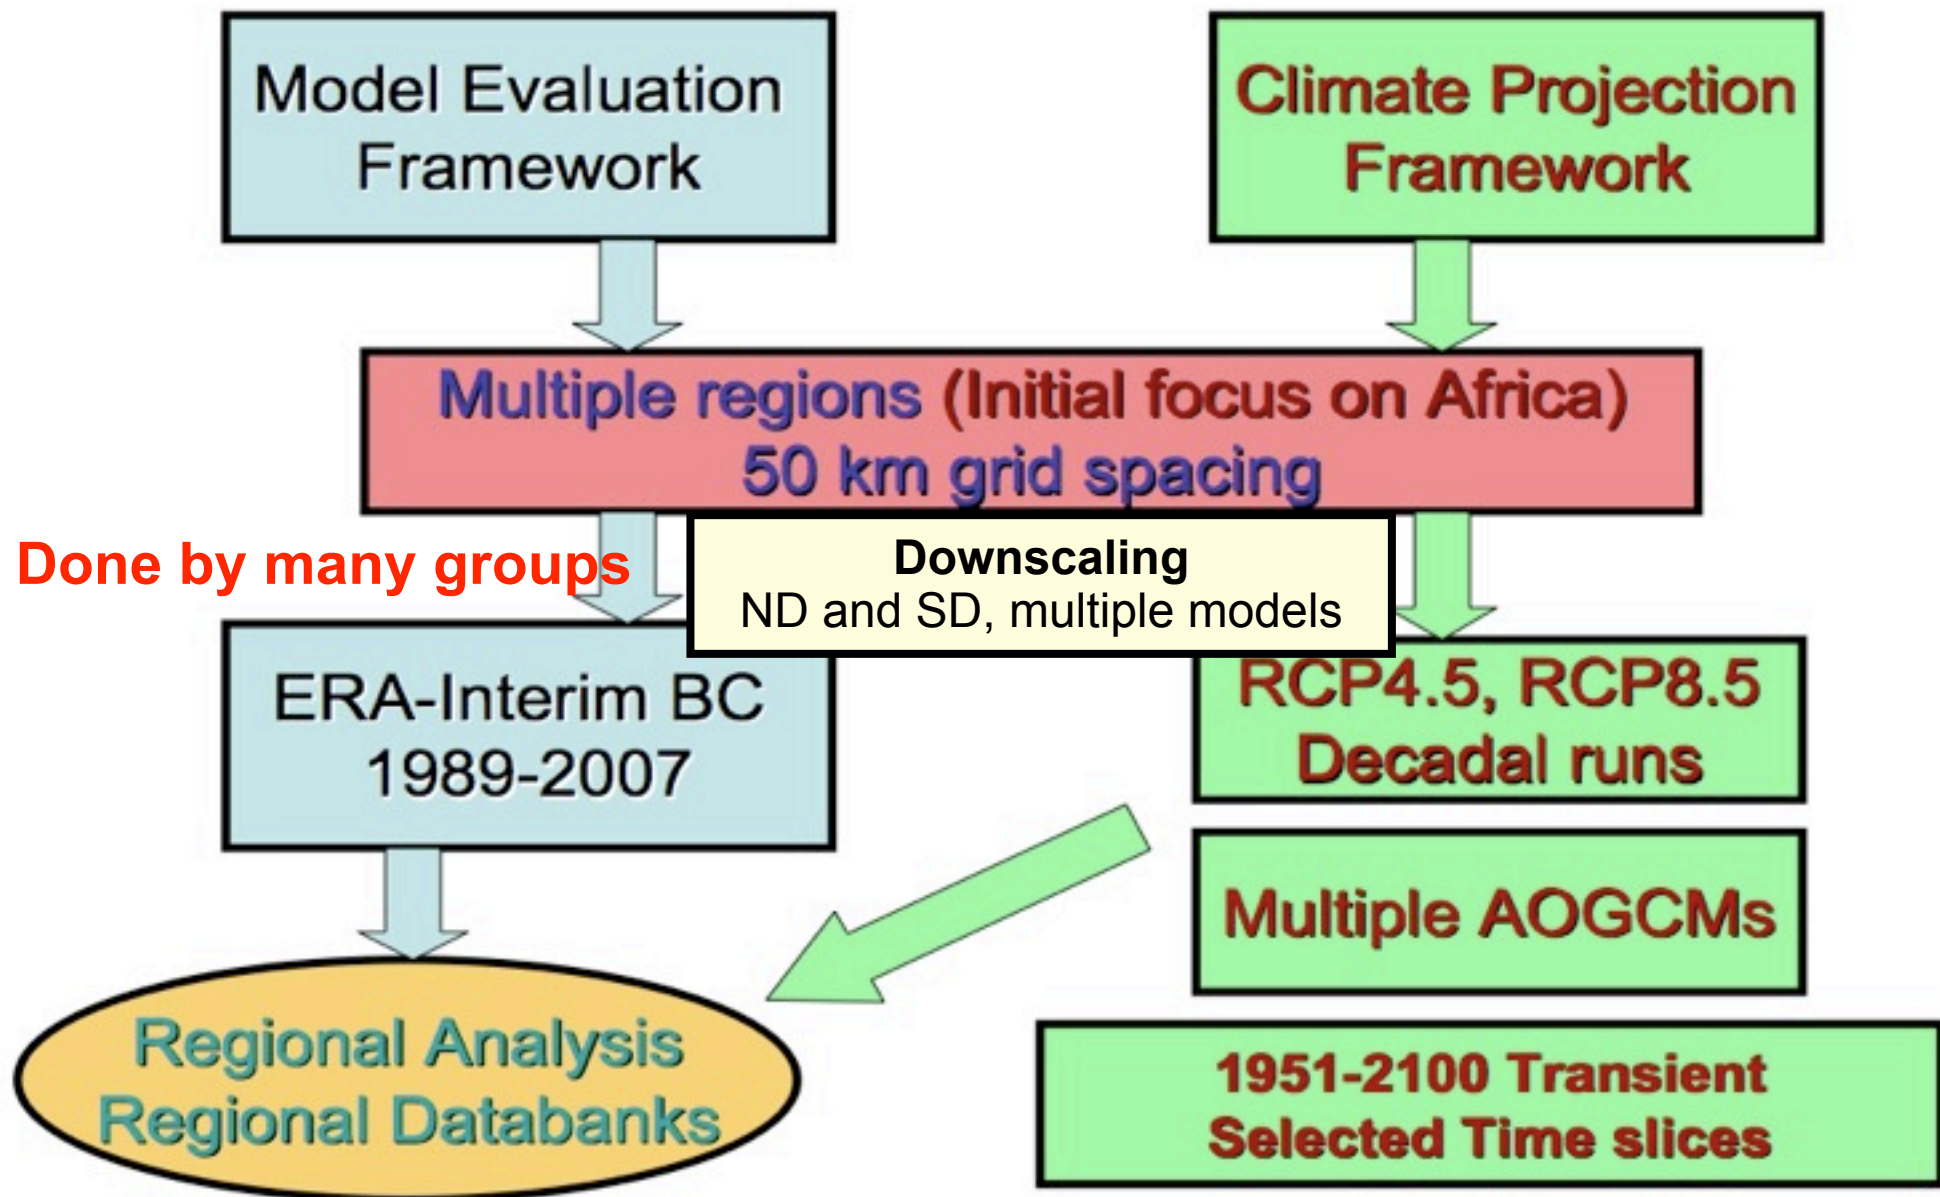 Model Evaluation
Framework
Climate Projection
Framework
Multiple regions (Initial focus on Africa)
50 km grid spacing
Done by many groups
Downscaling
ND and SD, multiple models
ERA-Interim BC
1989-2007
RCP4.5, RCP8.5
Decadal runs
Multiple AOGCMs
Regional Analysis
Regional Databanks
1951-2100 Transient
Selected Time slices